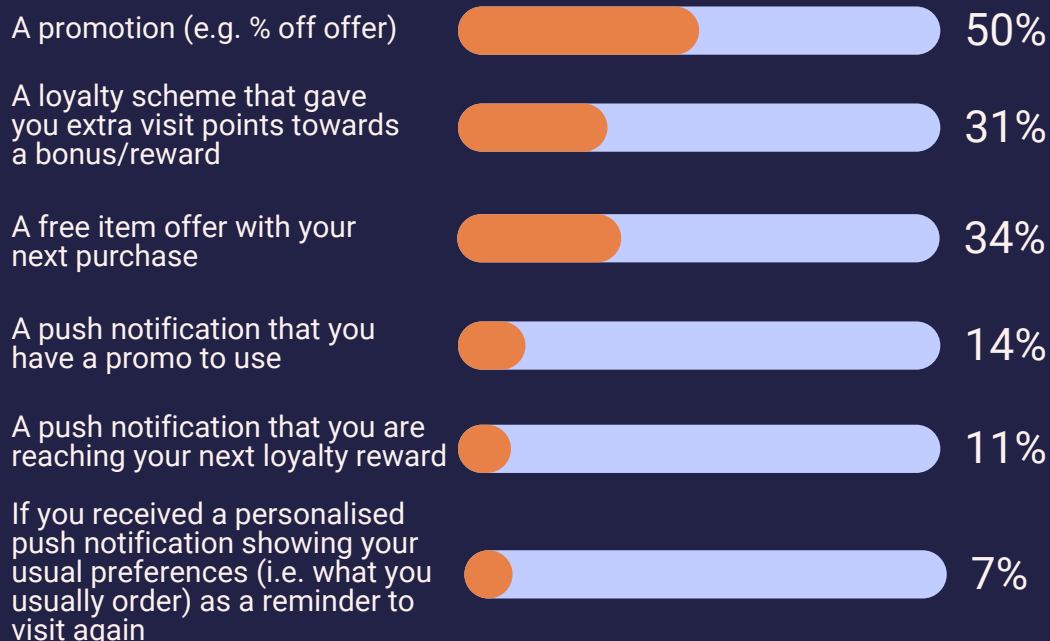 A promotion (e.g. % off offer)
50%
A loyalty scheme that gave
you extra visit points towards
a bonus/reward
31%
A free item offer with your
next purchase
34%
A push notification that you
have a promo to use
14%
A push notification that you are
reaching your next loyalty reward
11%
If you received a personalised
push notification showing your
usual preferences (i.e. what you
usually order) as a reminder to
visit again
7%